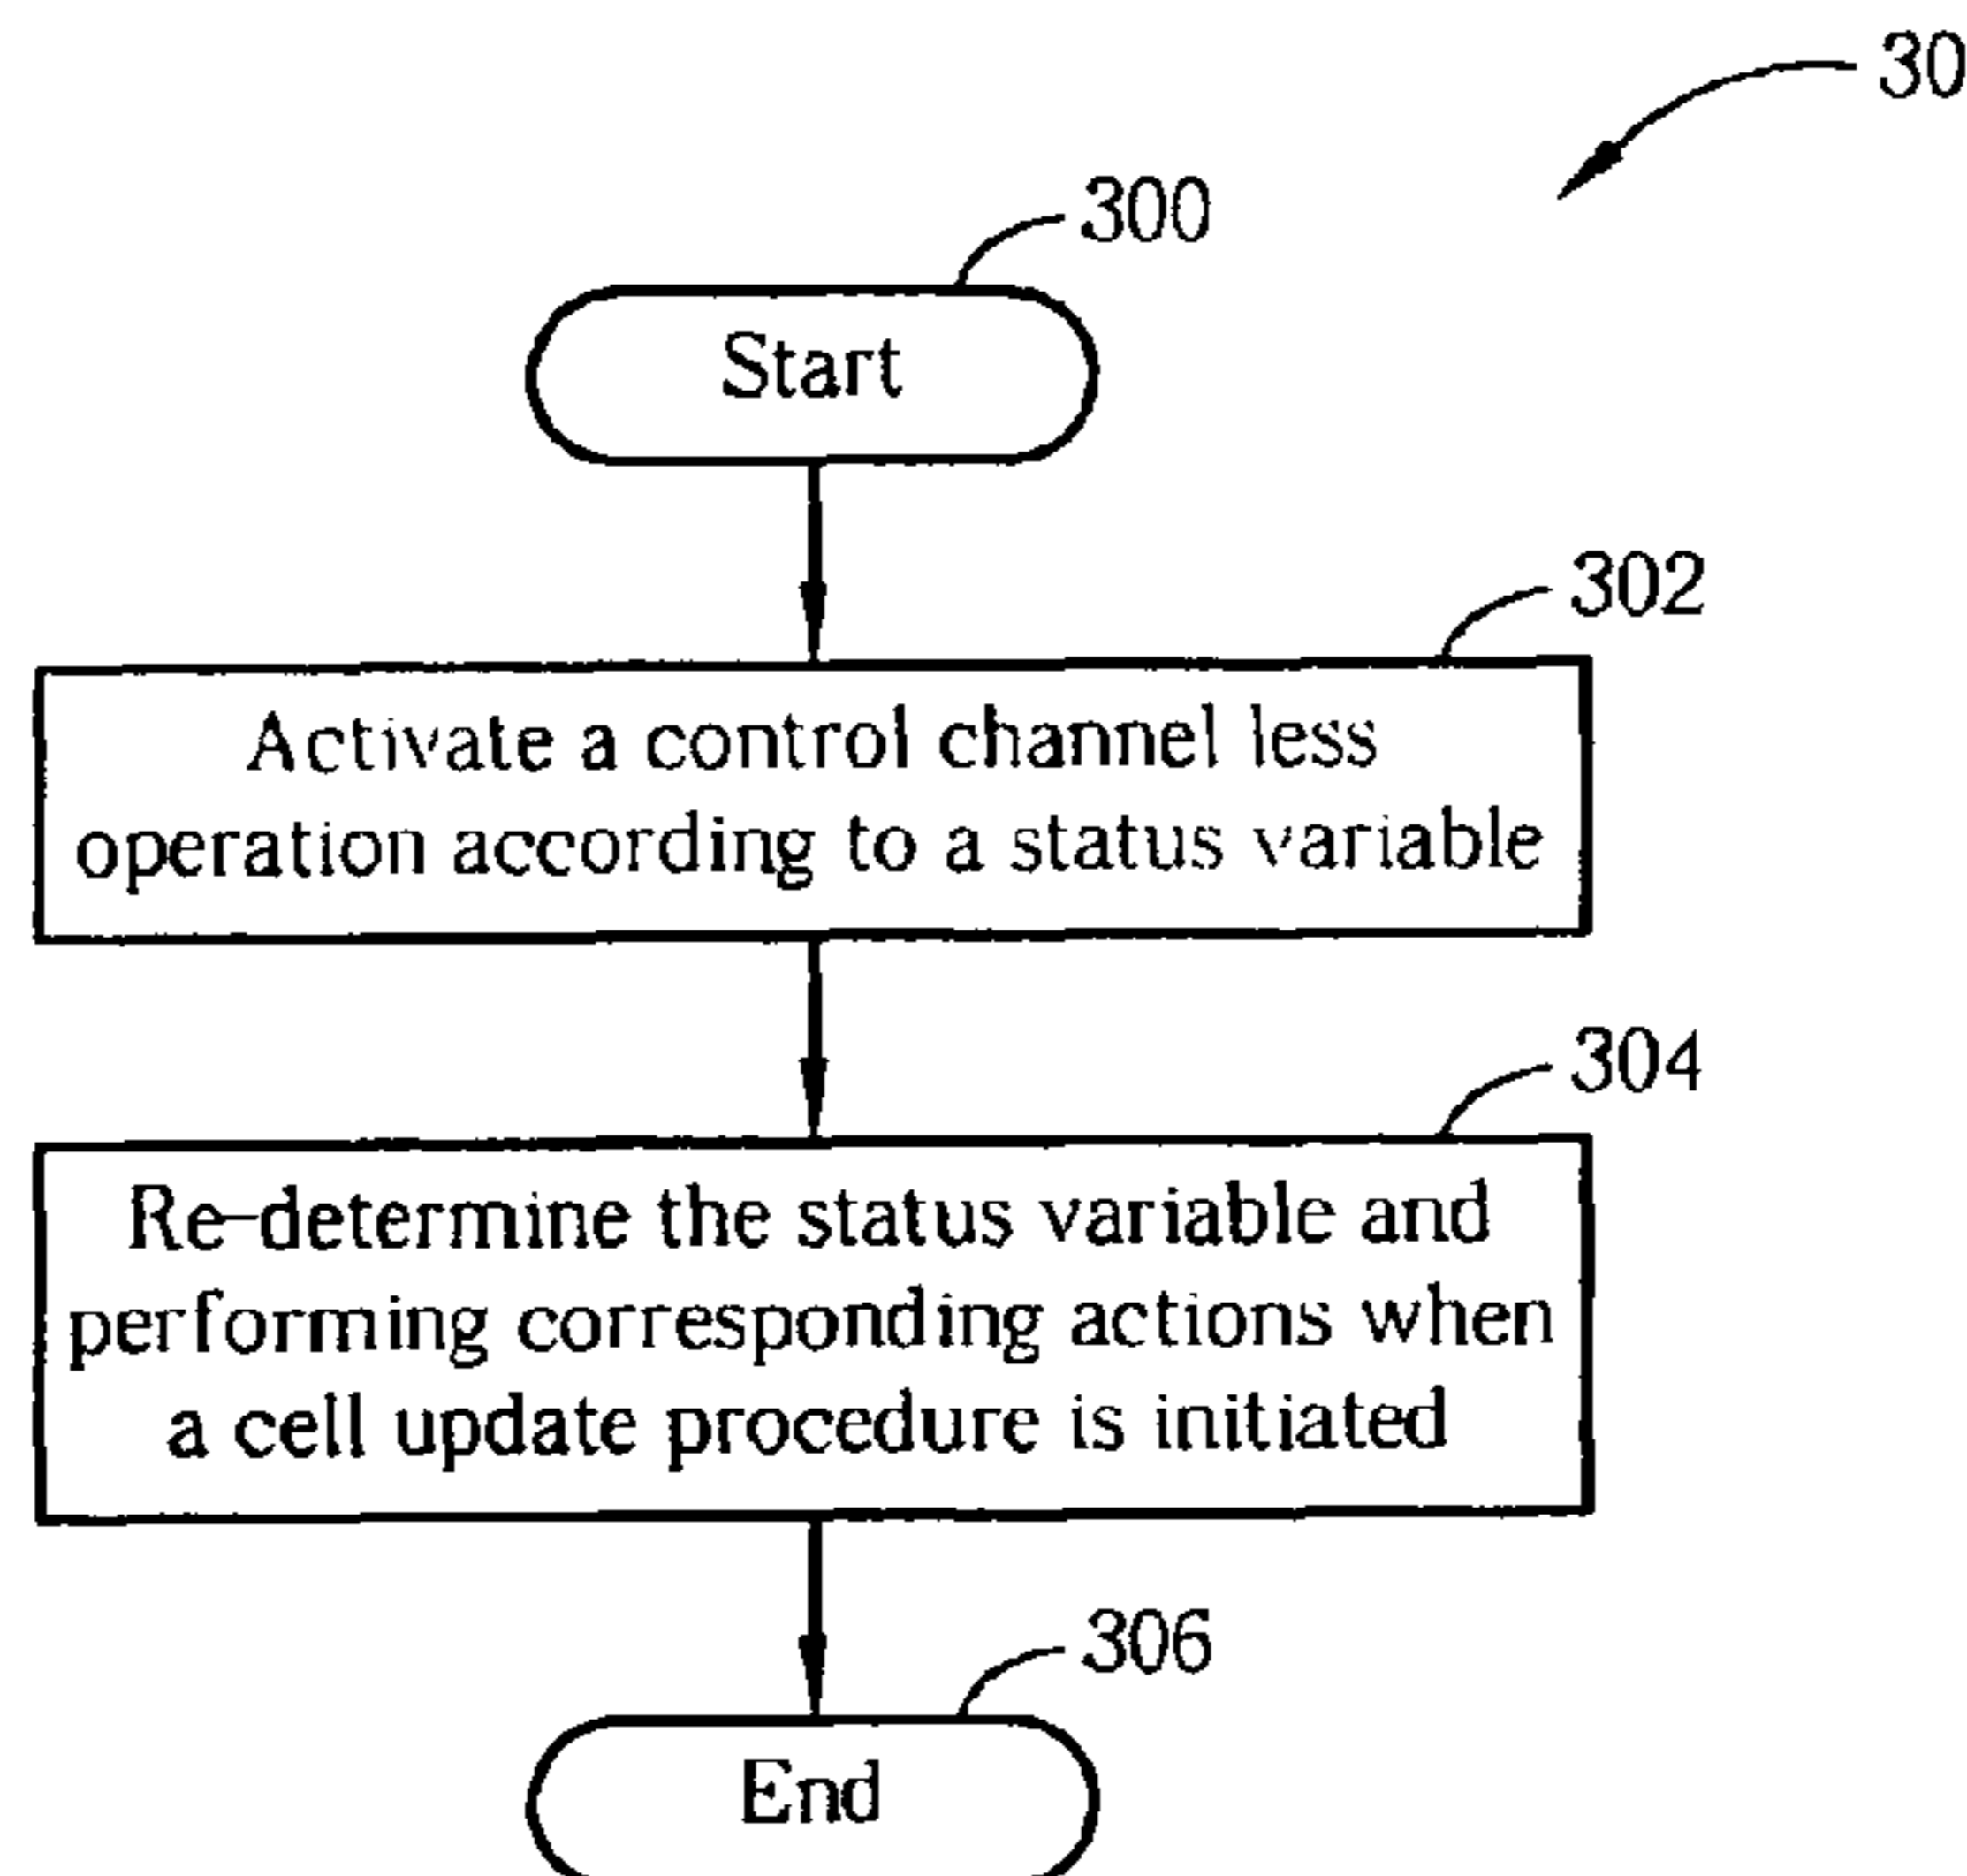 30
300
Start
302
Activate a control channel less
operation according to a status variable
304
Re-determine the status variable and
performing corresponding actions when
a cell update procedure is initiated
306
End